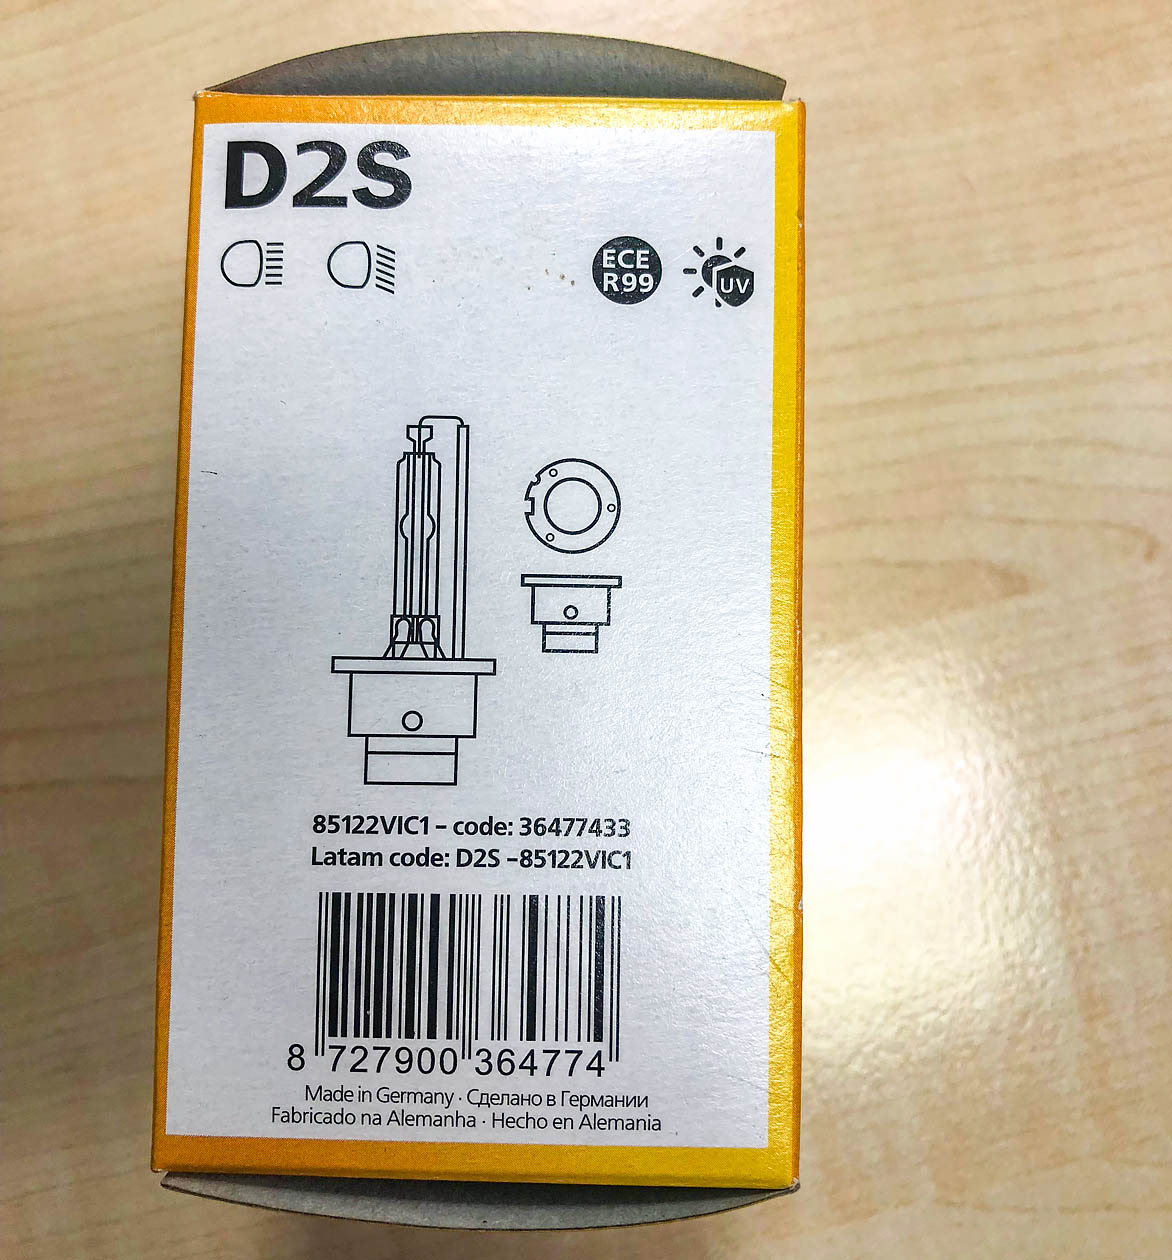 D2S
ECE
R99
UV
85122VIC1 – code: 36477433
Latam code: D2S –85122VIC1
8 727900 364774
Made in Germany · Сделано в Германии
Fabricado na Alemanha · Hecho en Alemania